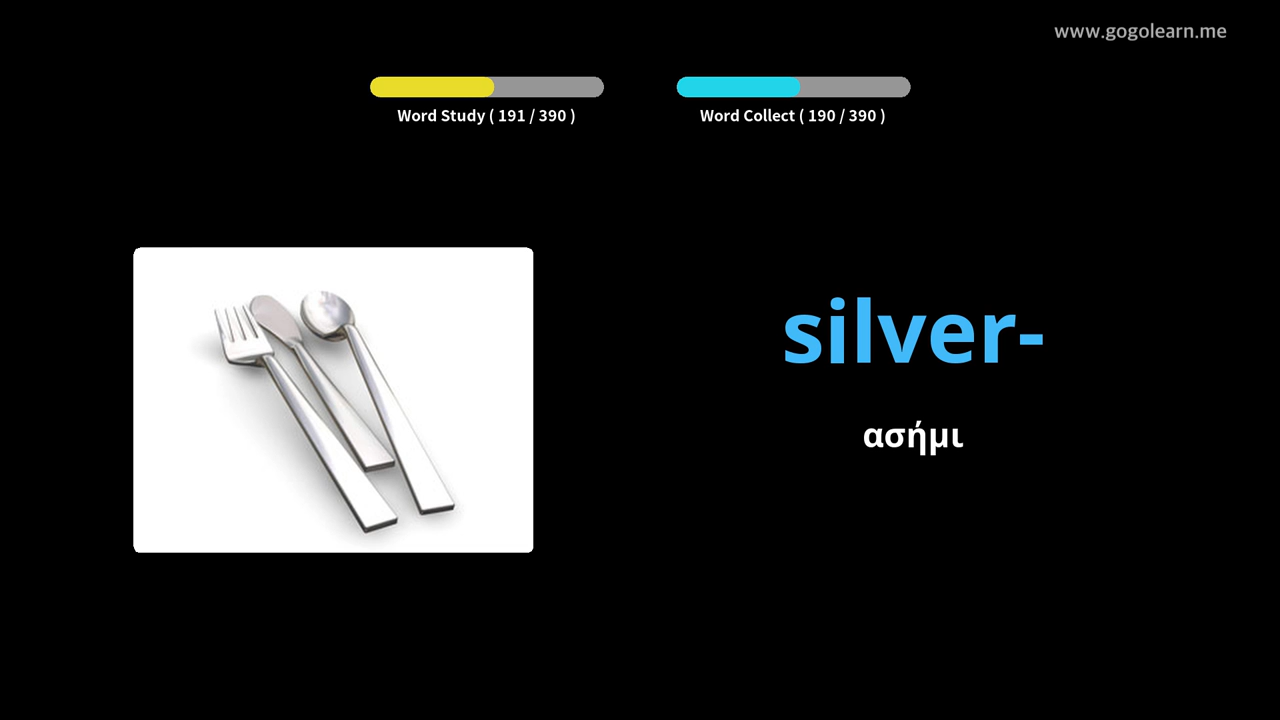 www.gogolearn.me
Word Study ( 191 / 390 )
Word Collect ( 190 / 390 )
silver-
ασήμι